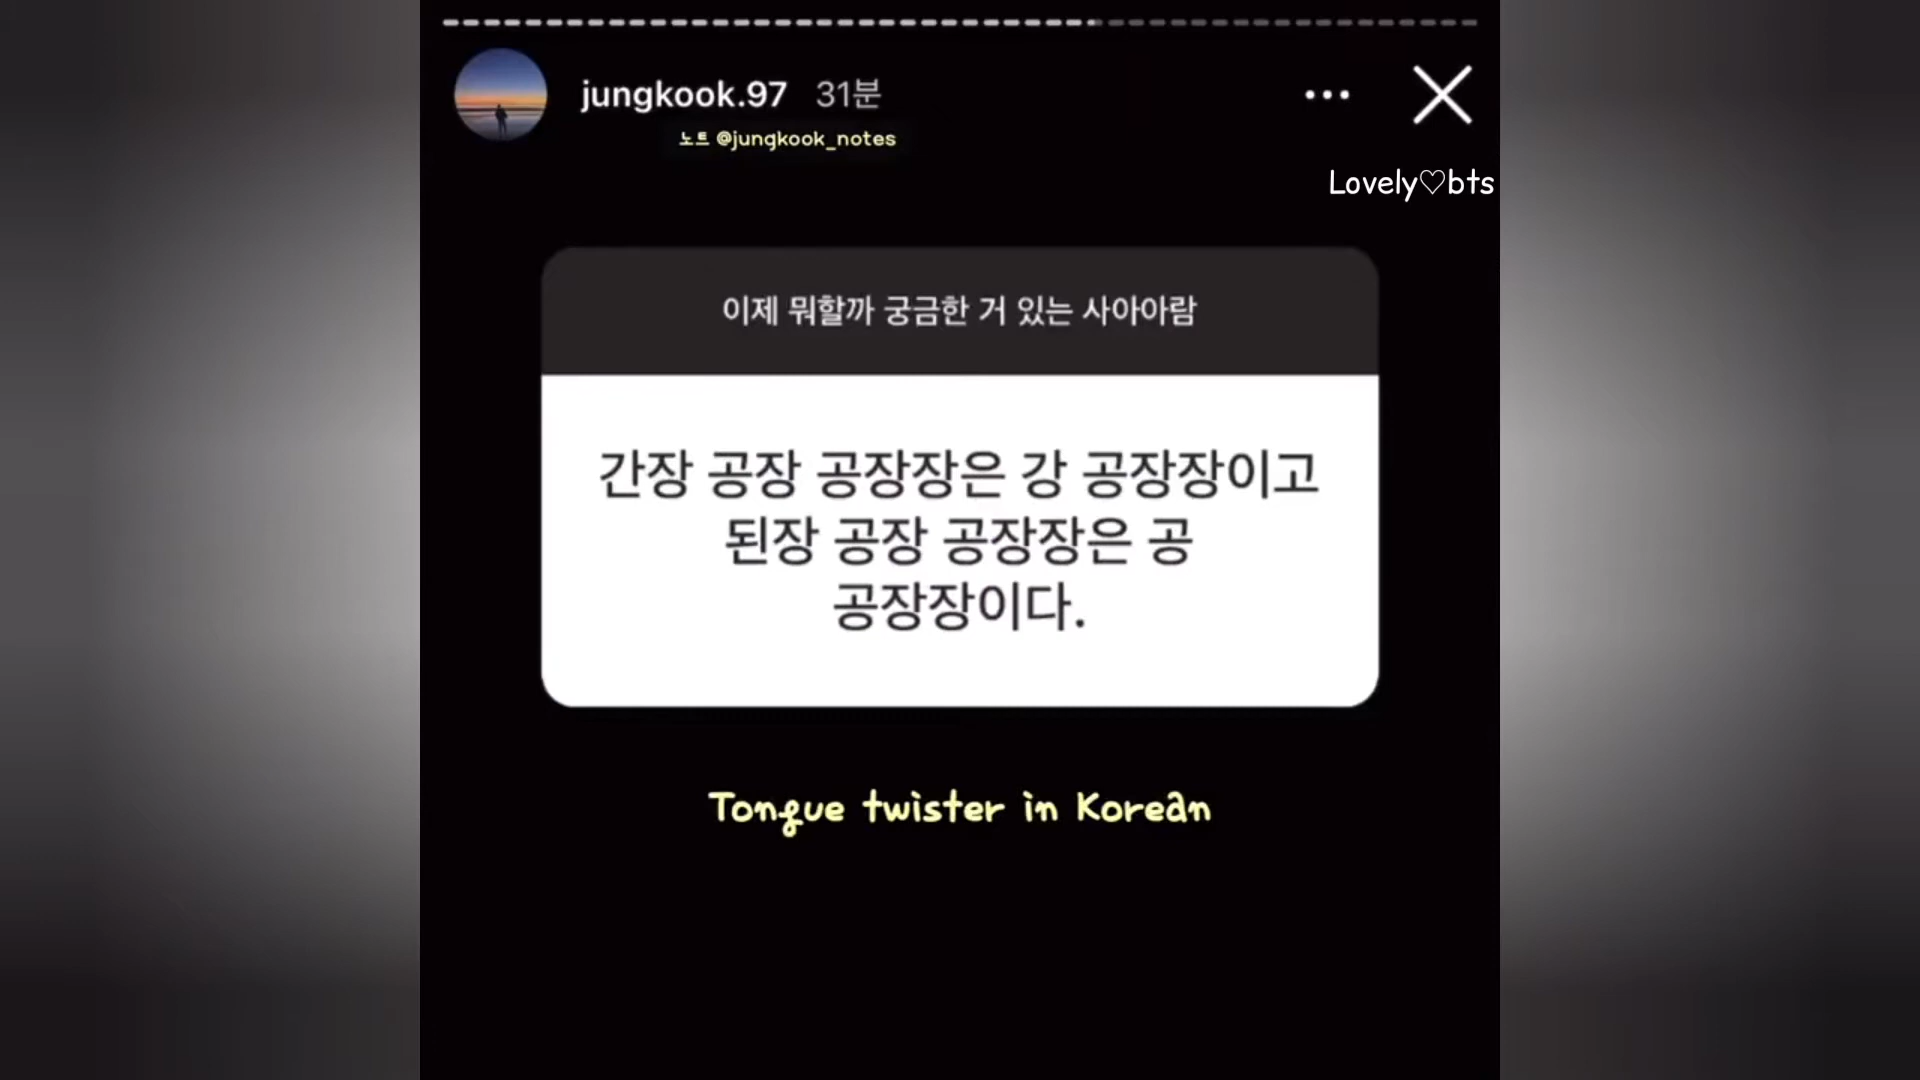 jungkook.97 31분
노트 @jungkook_notes
Lovely♡bts
이제 뭐할까 궁금한 거 있는 사아아람
간장 공장 공장장은 강 공장장이고
된장 공장 공장장은 공
공장장이다.
Tongue twister in Korean